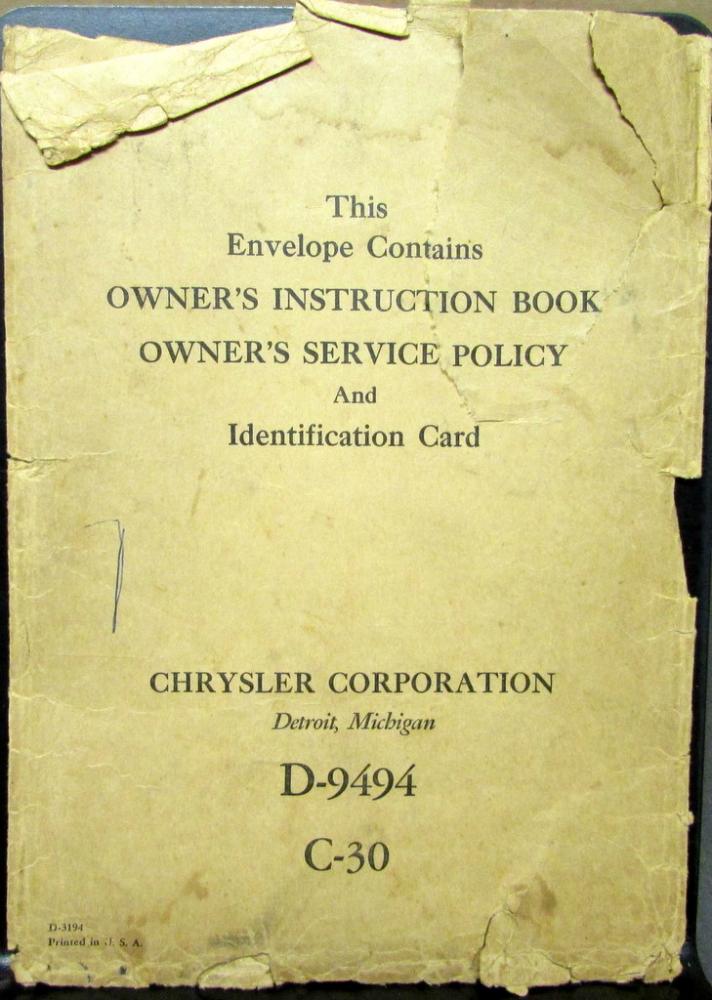 This
Envelope Contains
OWNER'S INSTRUCTION BOOK
OWNER'S SERVICE POLICY
And
Identification Card
CHRYSLER CORPORATION
Detroit, Michigan
D-9494
C-30
D-3194
Printed in U. S. A.